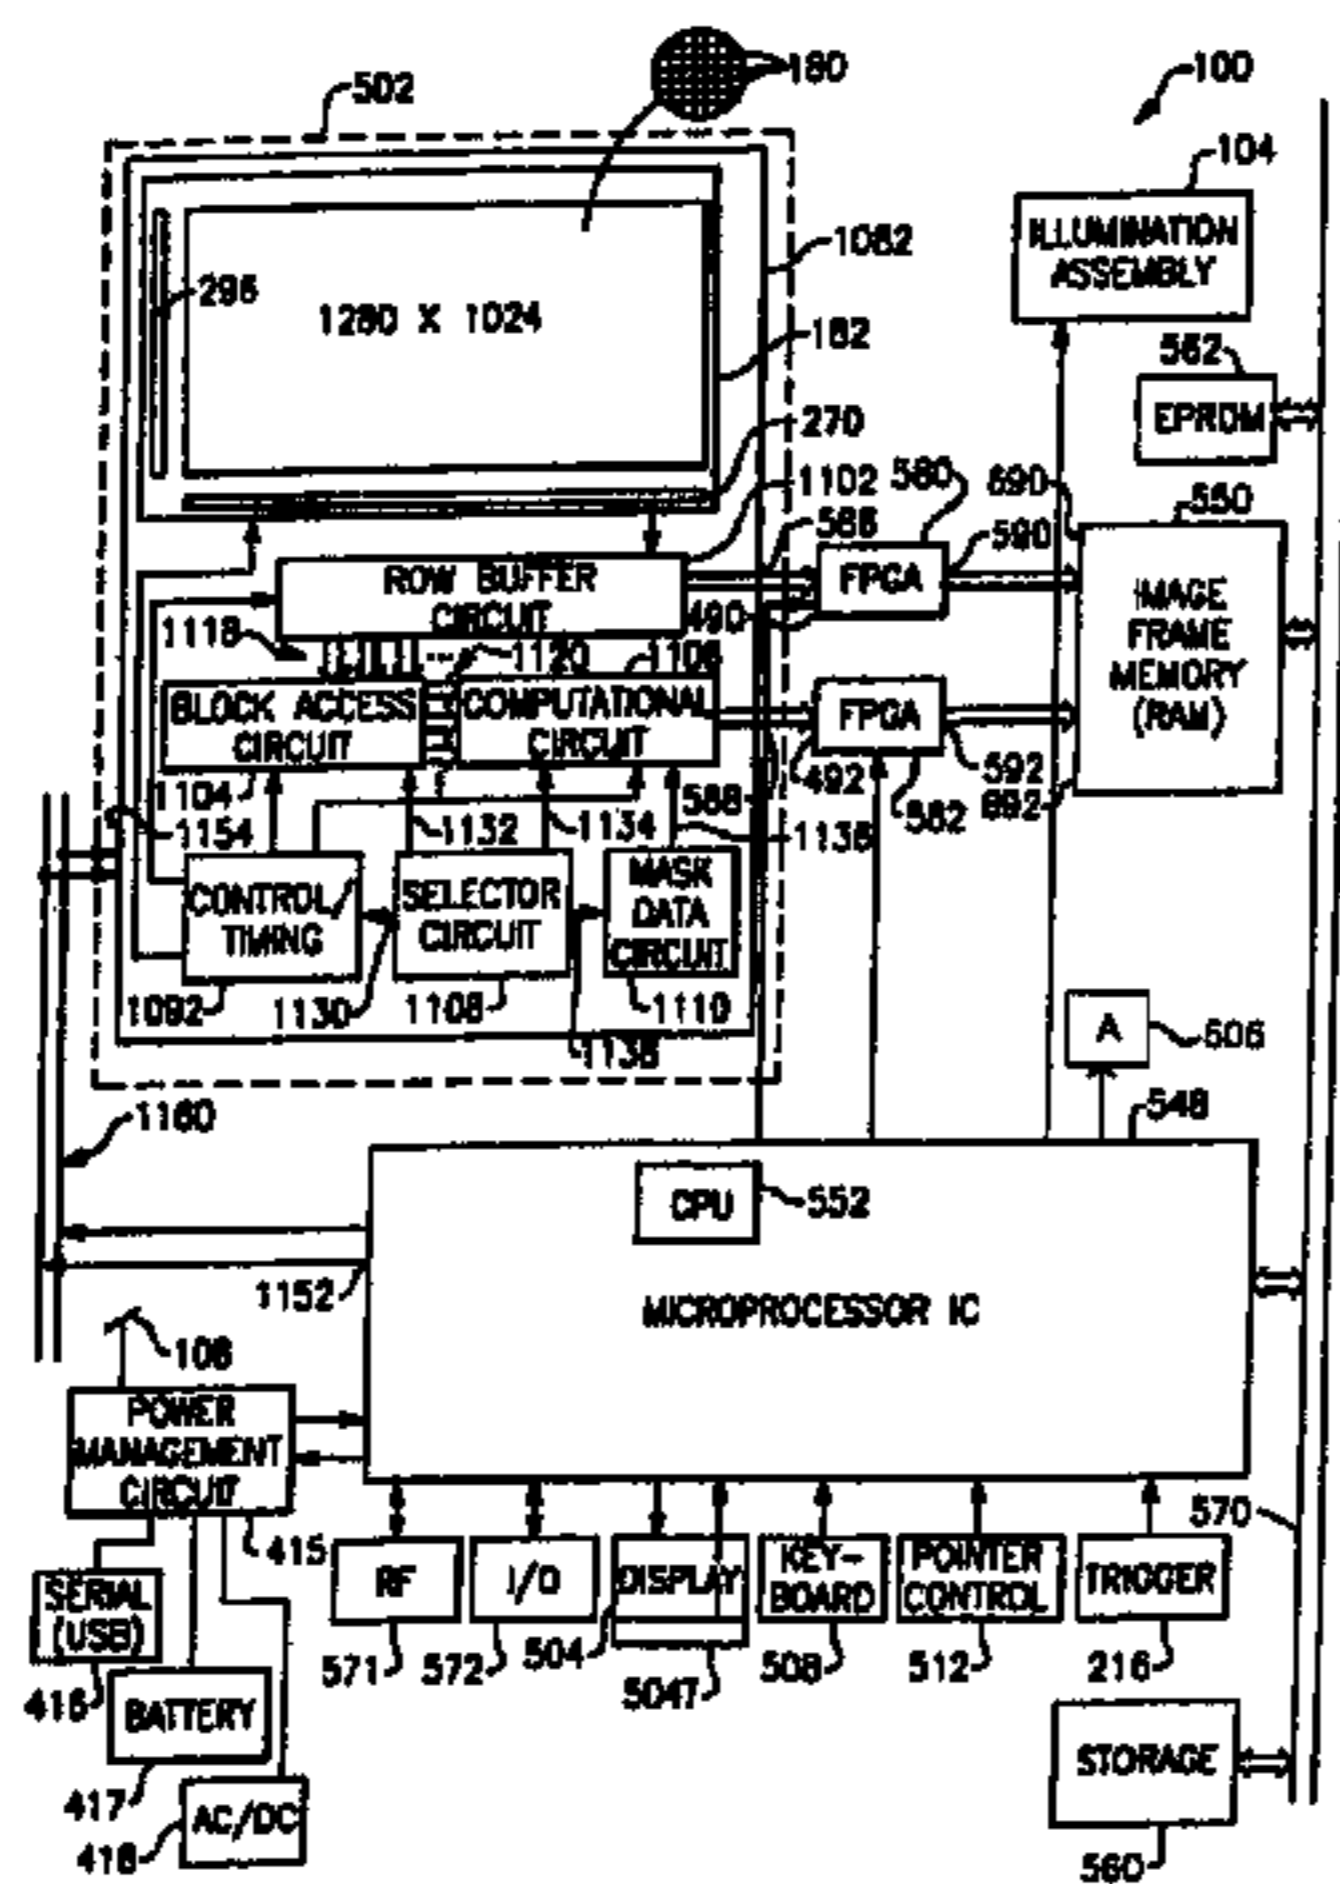 502
180
100
104
ILLUMINATION
ASSEMBLY
1082
296
1280 X 1024
182
562
EPROM
270
580
690
550
1102
586
590
ROW BUFFER
CIRCUIT
FPGA
IMAGE
FRAME
MEMORY
(RAM)
490
1118
...
1120
1106
BLOCK ACCESS
CIRCUIT
COMPUTATIONAL
CIRCUIT
FPGA
492
592
1104
588
582
692
1154
1132
1134
1136
CONTROL/
TIMING
SELECTOR
CIRCUIT
MASK
DATA
CIRCUIT
1092
1130
1108
1110
1138
A
506
548
1160
CPU
552
1152
MICROPROCESSOR IC
108
POWER
MANAGEMENT
CIRCUIT
415
570
SERIAL
(USB)
RF
I/O
DISPLAY
KEY-
BOARD
POINTER
CONTROL
TRIGGER
571
572
504
504T
508
512
216
416
BATTERY
417
STORAGE
AC/DC
418
560